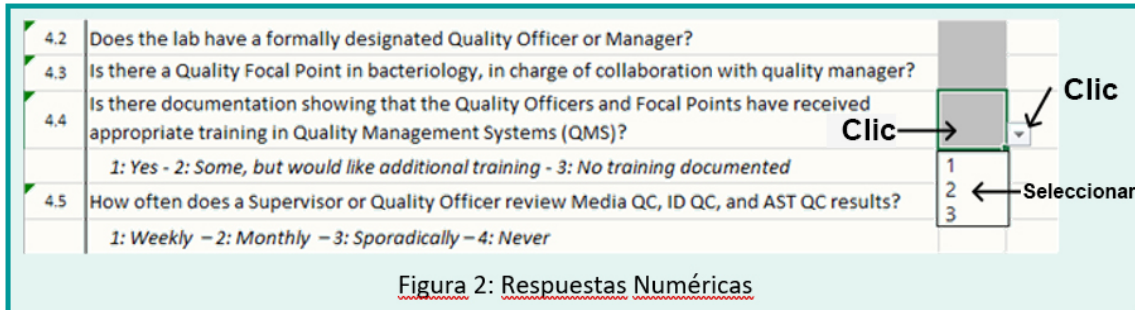 4.2 Does the lab have a formally designated Quality Officer or Manager?
4.3 Is there a Quality Focal Point in bacteriology, in charge of collaboration with quality manager?
Clic
4.4 Is there documentation showing that the Quality Officers and Focal Points have received
appropriate training in Quality Management Systems (QMS)?
Clic
1: Yes - 2: Some, but would like additional training - 3: No training documented
1
2
3
Seleccionar
4.5 How often does a Supervisor or Quality Officer review Media QC, ID QC, and AST QC results?
1: Weekly – 2: Monthly – 3: Sporadically – 4: Never
Figura 2: Respuestas Numéricas